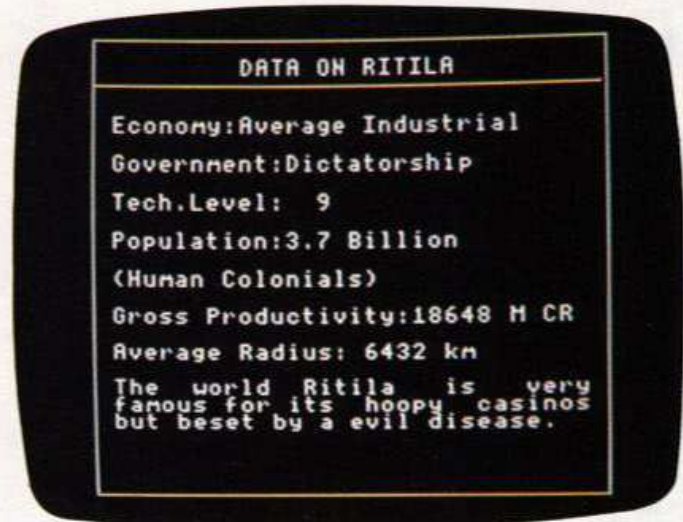 DATA ON RITILA
Economy:Average Industrial
Government:Dictatorship
Tech.Level:  9
Population:3.7 Billion
(Human Colonials)
Gross Productivity:18648 M CR
Average Radius: 6432 km
The world Ritila is very
famous for its hoopy casinos
but beset by a evil disease.